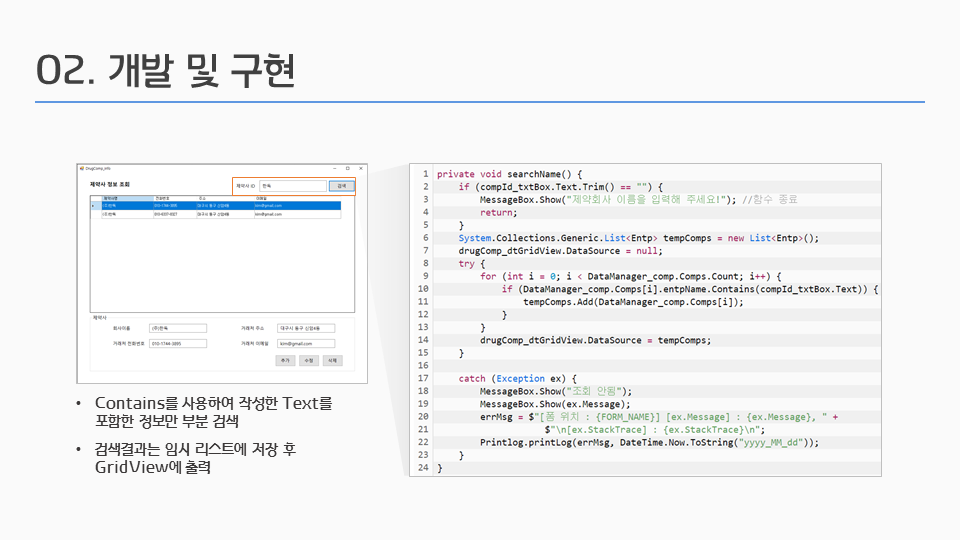 02. 개발 및 구현
DrugComp_Info
제약사 정보 조회
제약사 ID 한독 검색
제약사명 전화번호 주소 이메일
(주)한독 010-1744-3895 대구시 동구 신암4동 kim@gmail.com
(주)한독 kim@gmail.com
제약사
회사이름 (주)한독 거래처 주소 대구시 동구 신암4동
거래처 전화번호 010-1744-3895 거래처 이메일 kim@gmail.com
추가 수정 삭제
• Contains를 사용하여 작성한 Text를
포함한 정보만 부분 검색
• 검색결과는 임시 리스트에 저장 후
GridView에 출력
1 private void searchName() {
2 if (compId_txtBox.Text.Trim() == "") {
3 MessageBox.Show("제약회사 이름을 입력해 주세요!"); //함수 종료
4 return;
5 }
6 System.Collections.Generic.List<Entp> tempComps = new List<Entp>();
7 drugComp_dtGridView.DataSource = null;
8 try {
9 for (int i = 0; i < DataManager_comp.Comps.Count; i++) {
10 if (DataManager_comp.Comps[i].entpName.Contains(compId_txtBox.Text)) {
11 tempComps.Add(DataManager_comp.Comps[i]);
12 }
13 }
14 drugComp_dtGridView.DataSource = tempComps;
15 }
16
17 catch (Exception ex) {
18 MessageBox.Show("조회 안됨");
19 MessageBox.Show(ex.Message);
20 errMsg = $"[폼 위치 : {FORM_NAME}] [ex.Message] : {ex.Message}, " +
21 $"\n[ex.StackTrace] : {ex.StackTrace}\n";
22 Printlog.printLog(errMsg, DateTime.Now.ToString("yyyy_MM_dd"));
23 }
24 }